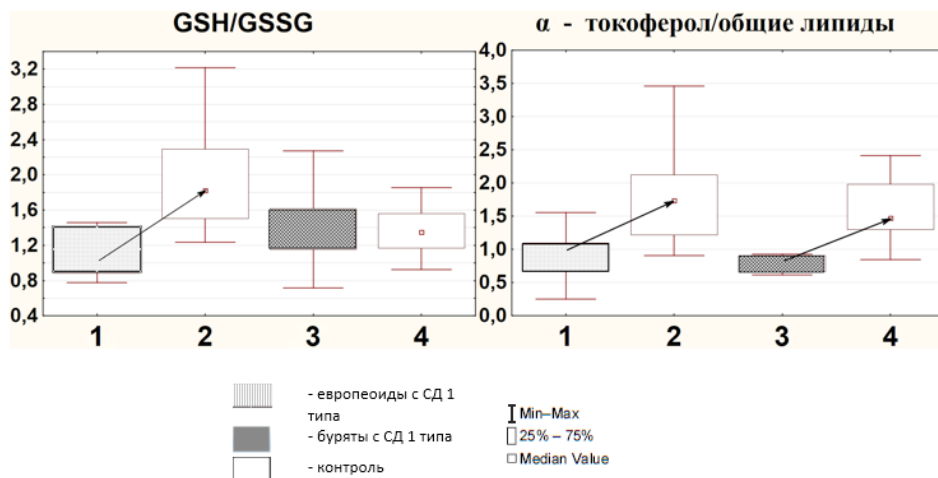 GSH/GSSG
3,2
2,8
2,4
2,0
1,6
1,2
0,8
0,4
1 2 3 4
α - токоферол/общие липиды
4,0
3,5
3,0
2,5
2,0
1,5
1,0
0,5
0,0
1 2 3 4
- европеоиды с СД 1
типа
- буряты с СД 1 типа
- контроль
Min–Max
25% – 75%
Median Value